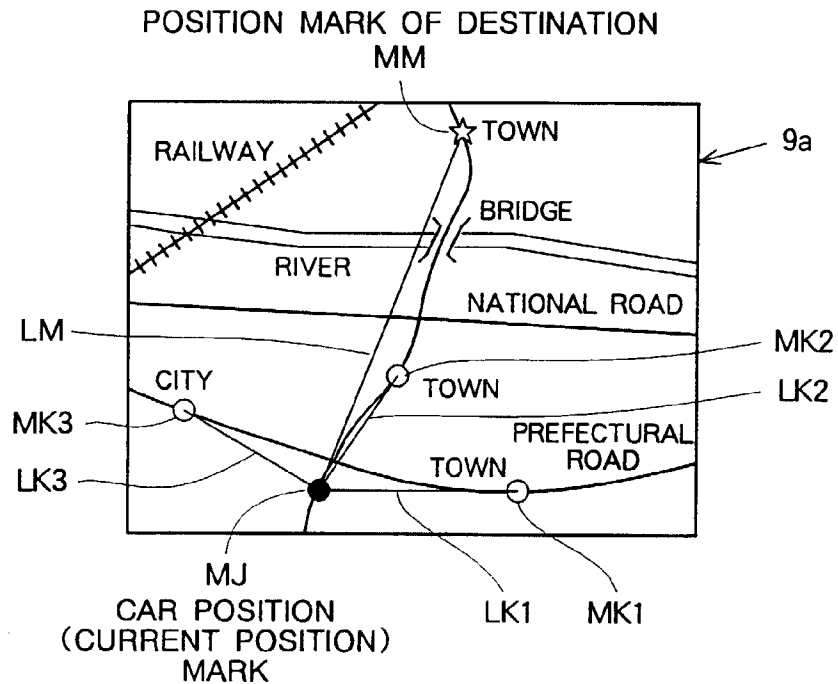 POSITION MARK OF DESTINATION
MM
TOWN
9a
RAILWAY
BRIDGE
RIVER
NATIONAL ROAD
LM
MK2
CITY
TOWN
LK2
MK3
PREFECTURAL
ROAD
TOWN
LK3
MJ
LK1
MK1
CAR POSITION
(CURRENT POSITION)
MARK